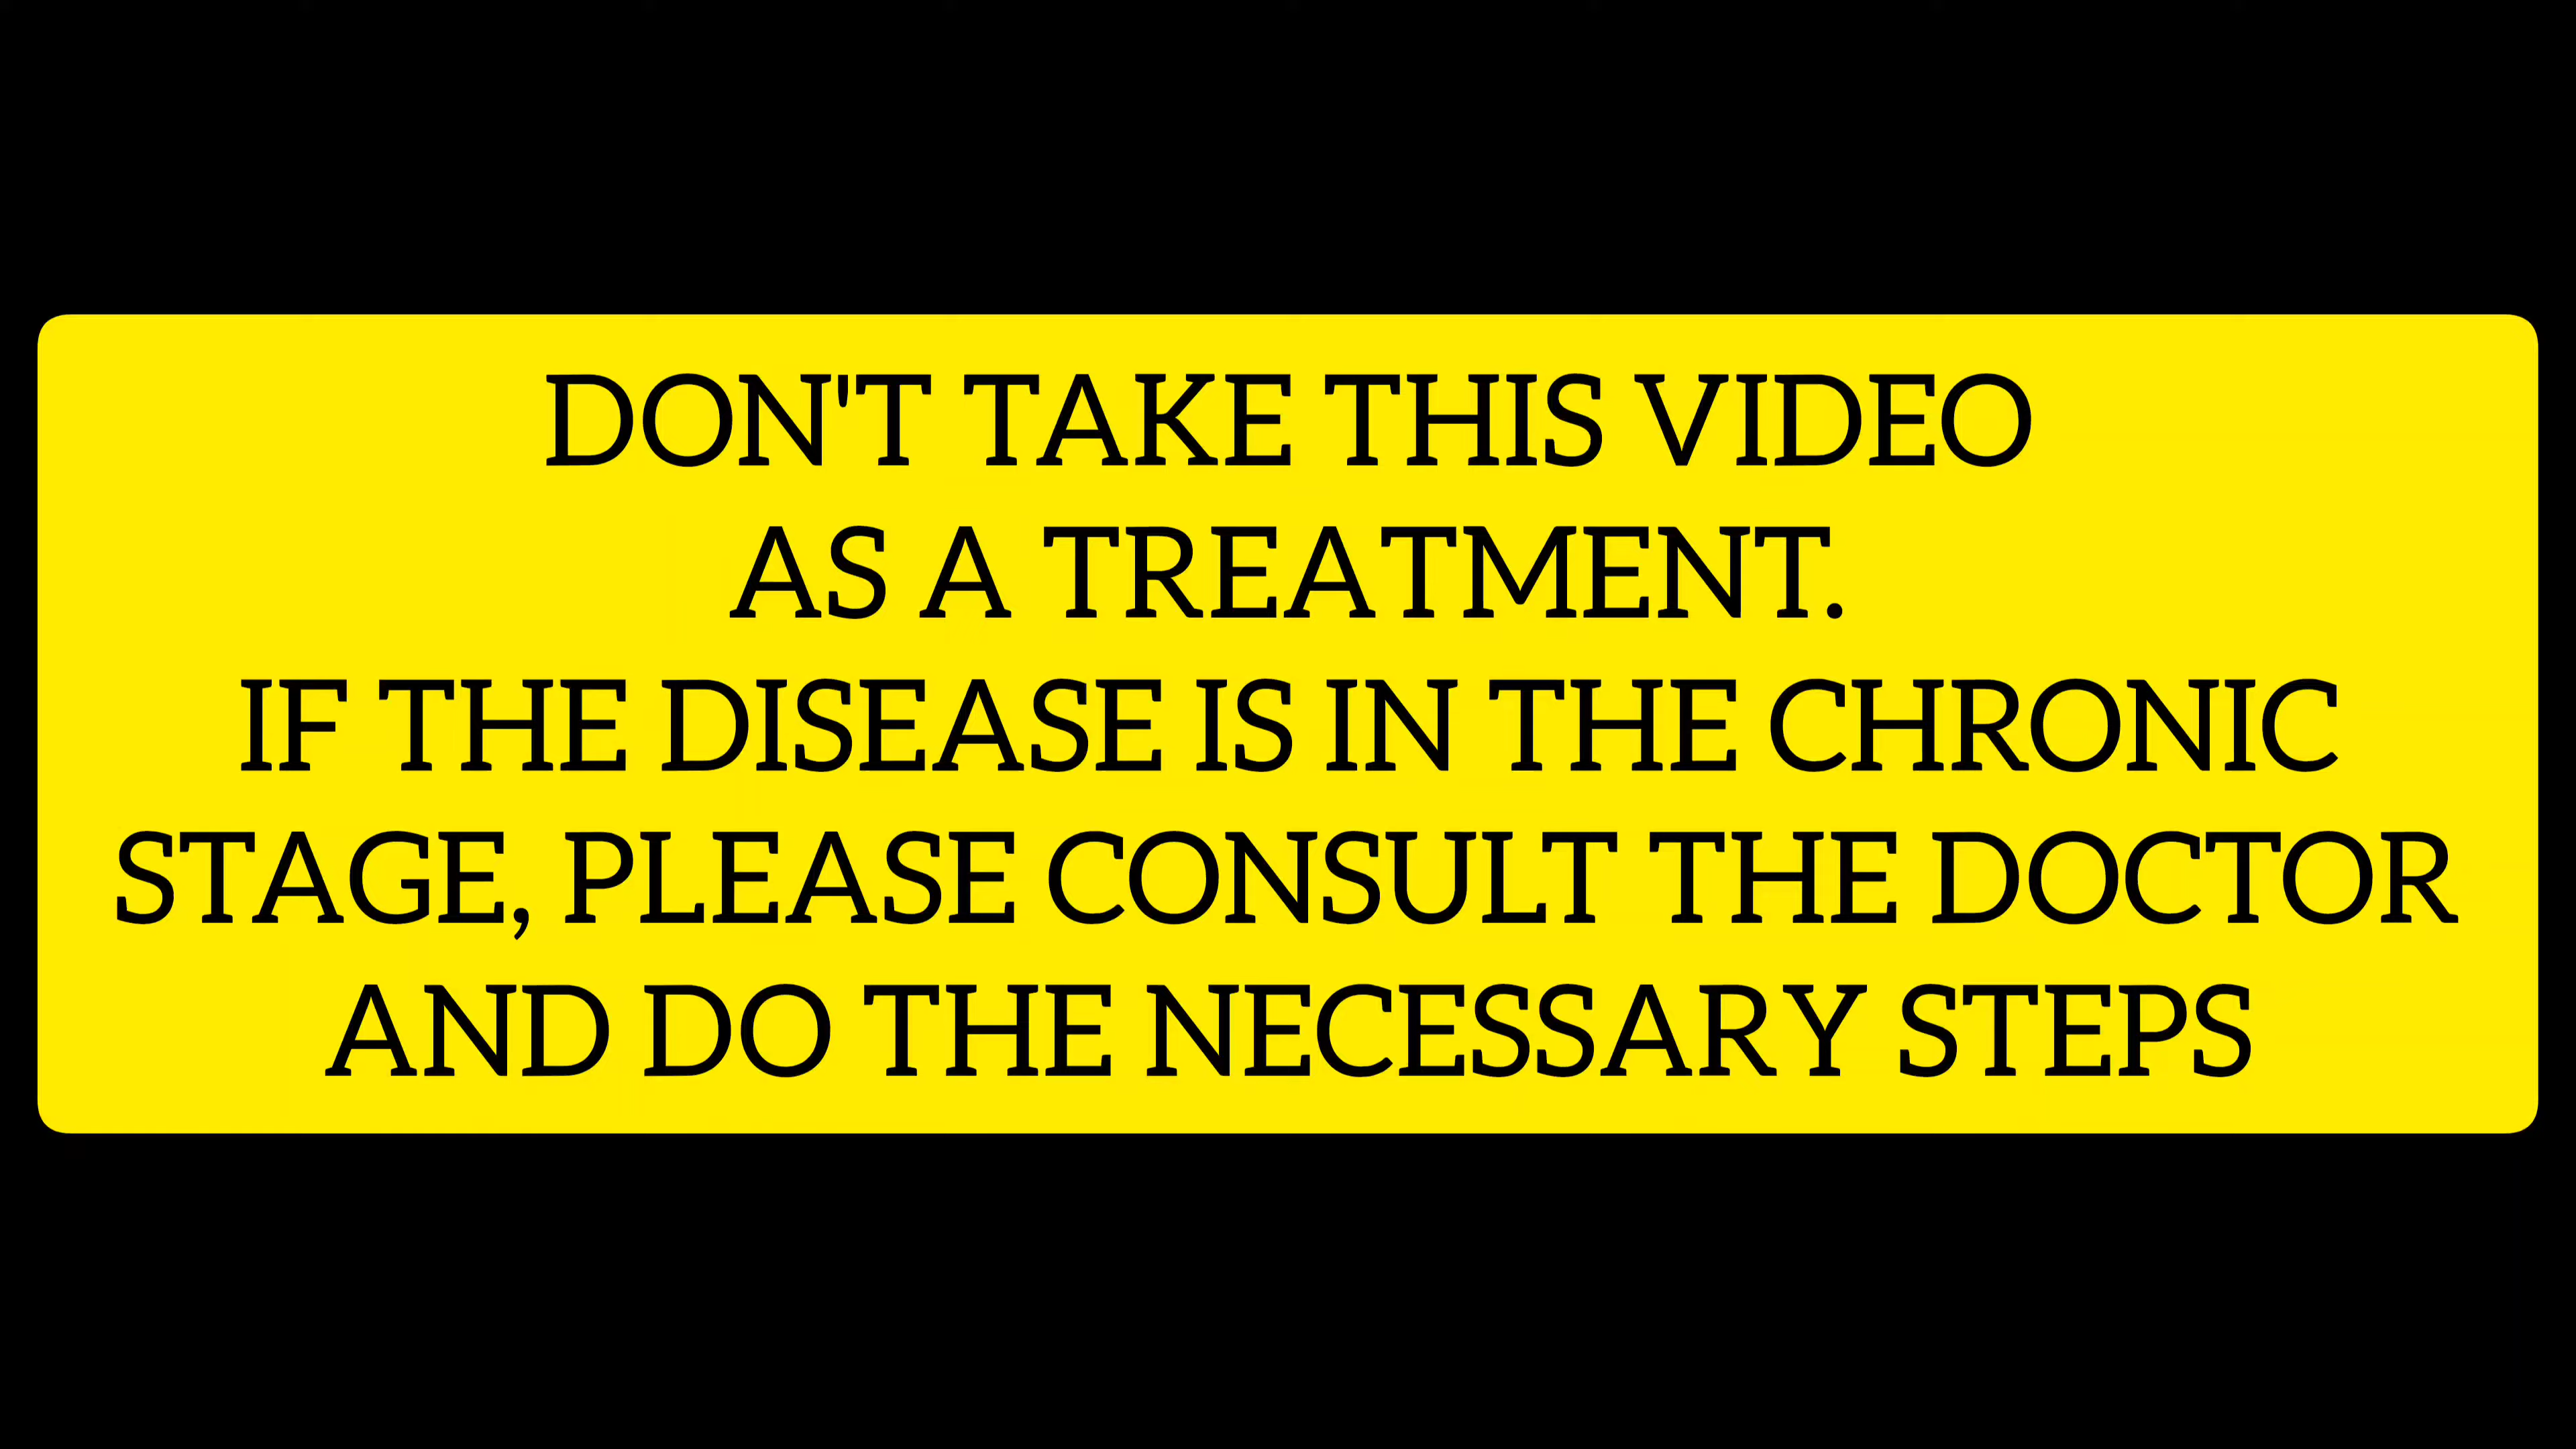 DON'T TAKE THIS VIDEO
AS A TREATMENT.
IF THE DISEASE IS IN THE CHRONIC
STAGE, PLEASE CONSULT THE DOCTOR
AND DO THE NECESSARY STEPS